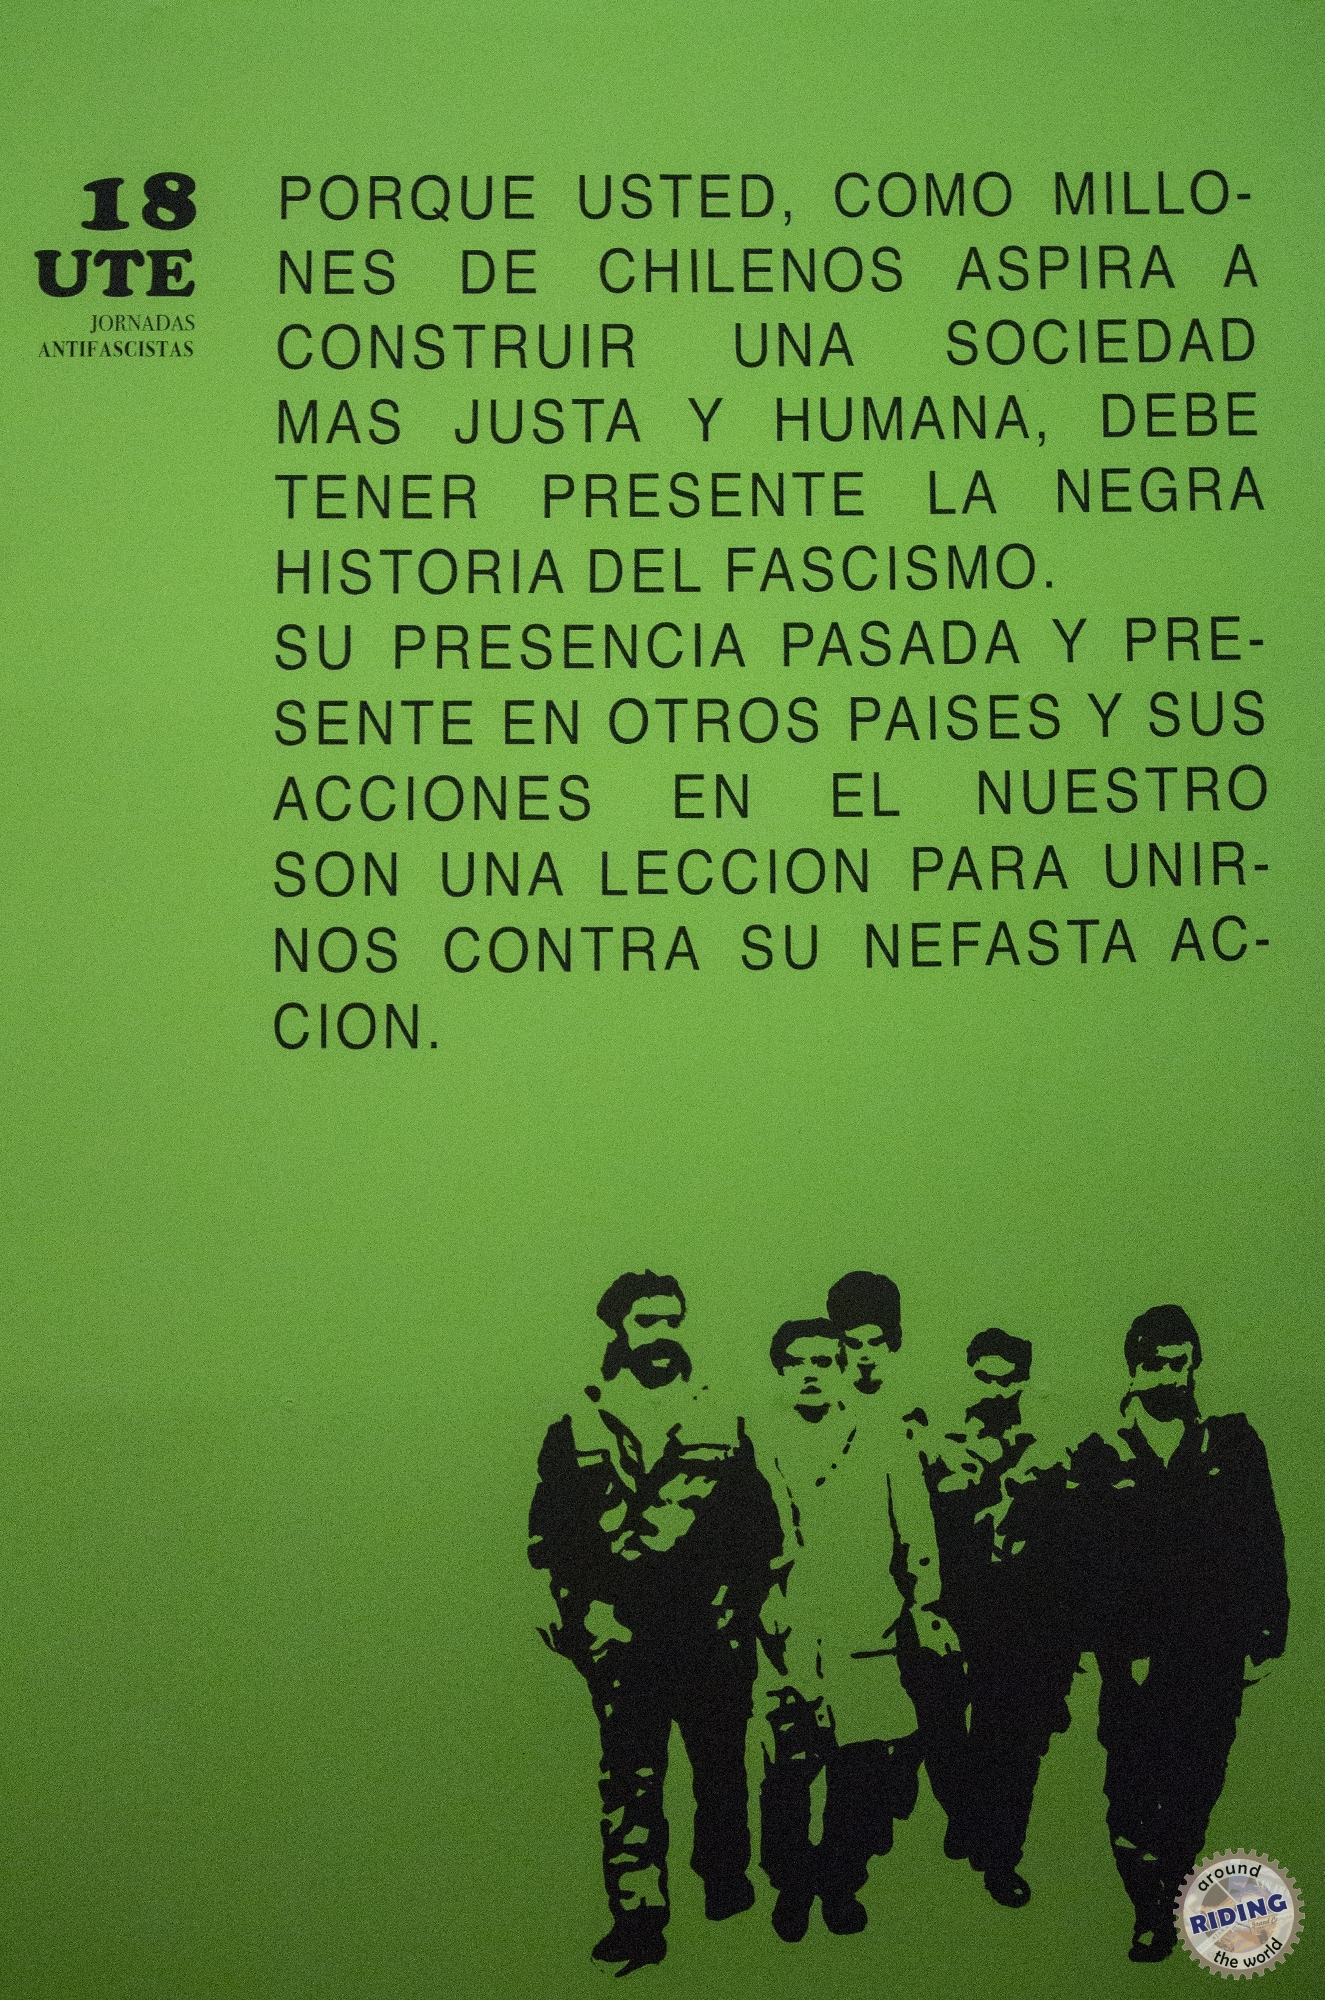 18
UTE
JORNADAS
ANTIFASCISTAS
PORQUE USTED, COMO MILLO-
NES DE CHILENOS ASPIRA A
CONSTRUIR UNA SOCIEDAD
MAS JUSTA Y HUMANA, DEBE
TENER PRESENTE LA NEGRA
HISTORIA DEL FASCISMO.
SU PRESENCIA PASADA Y PRE-
SENTE EN OTROS PAISES Y SUS
ACCIONES EN EL NUESTRO
SON UNA LECCION PARA UNIR-
NOS CONTRA SU NEFASTA AC-
CION.
around
RIDING
the world